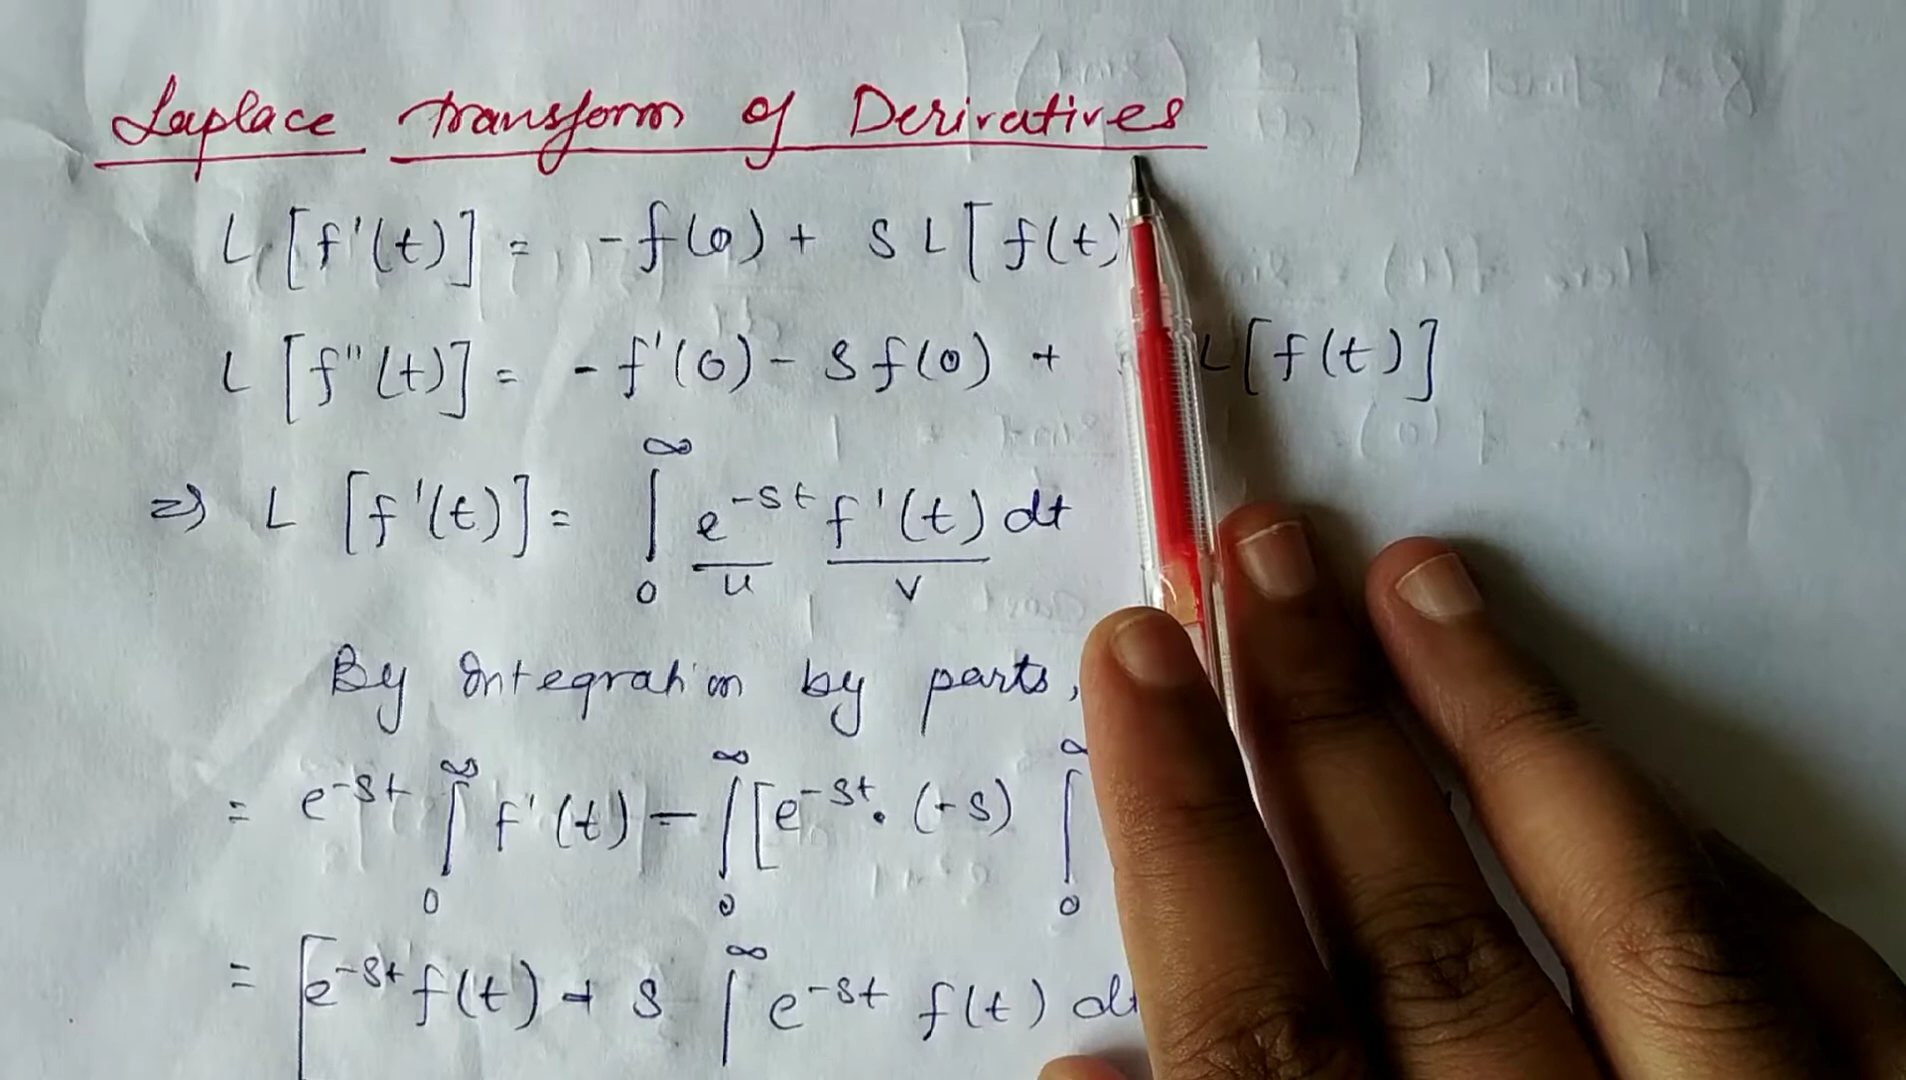 Laplace transform of Derivatives
L [f'(t)] = -f(0) + s L[f(t)
L [f"(t)] = -f'(0) - s f(0) + L[f(t)]
⇒ L [f'(t)] = ∫₀^∞ e^-st f'(t) dt
u v
By integration by parts,
= e^-st ∫₀^∞ f'(t) - ∫₀^∞ [e^-st . (-s) ∫₀
= [e^-st f(t) + s ∫^∞ e^-st f(t) dt